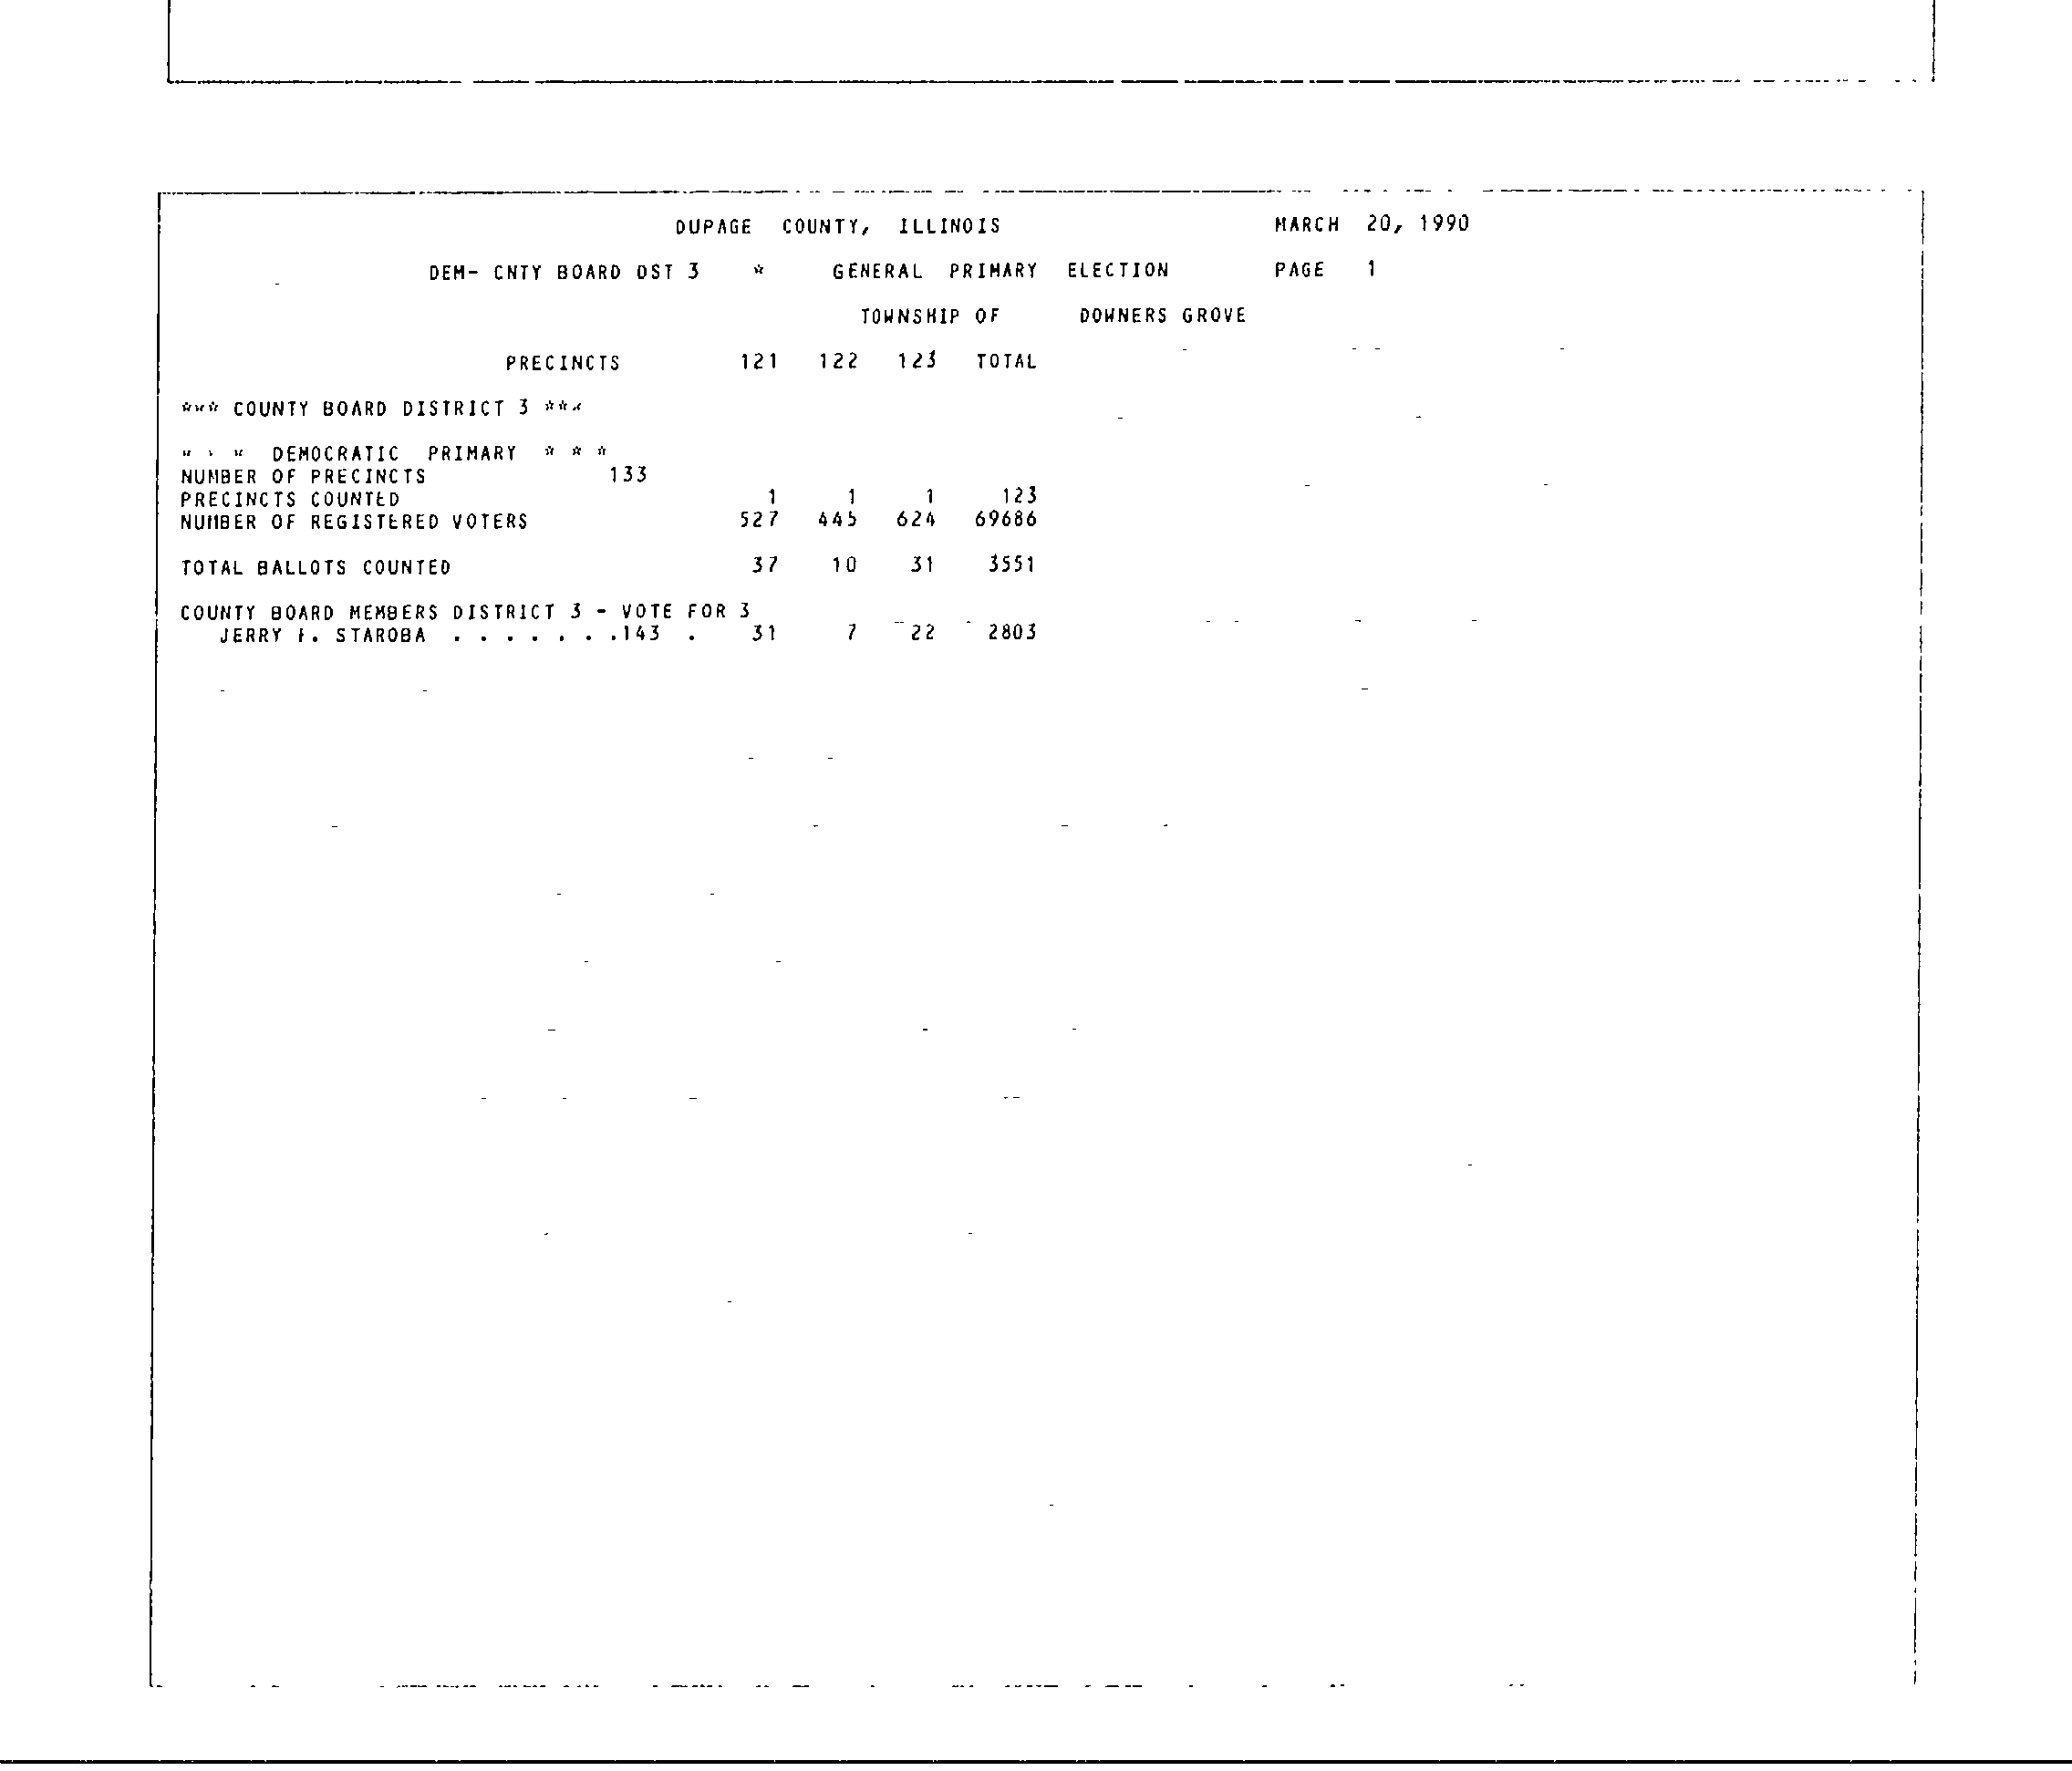 DUPAGE COUNTY, ILLINOIS MARCH 20, 1990
DEM- CNTY BOARD DST 3 * GENERAL PRIMARY ELECTION PAGE 1
TOWNSHIP OF DOWNERS GROVE
PRECINCTS 121 122 123 TOTAL
*** COUNTY BOARD DISTRICT 3 ***
* * * DEMOCRATIC PRIMARY * * *
NUMBER OF PRECINCTS 133
PRECINCTS COUNTED 1 1 1 123
NUMBER OF REGISTERED VOTERS 527 445 624 69686
TOTAL BALLOTS COUNTED 37 10 31 3551
COUNTY BOARD MEMBERS DISTRICT 3 - VOTE FOR 3
JERRY STAROBA . . . . . . .143 . 31 7 22 2803